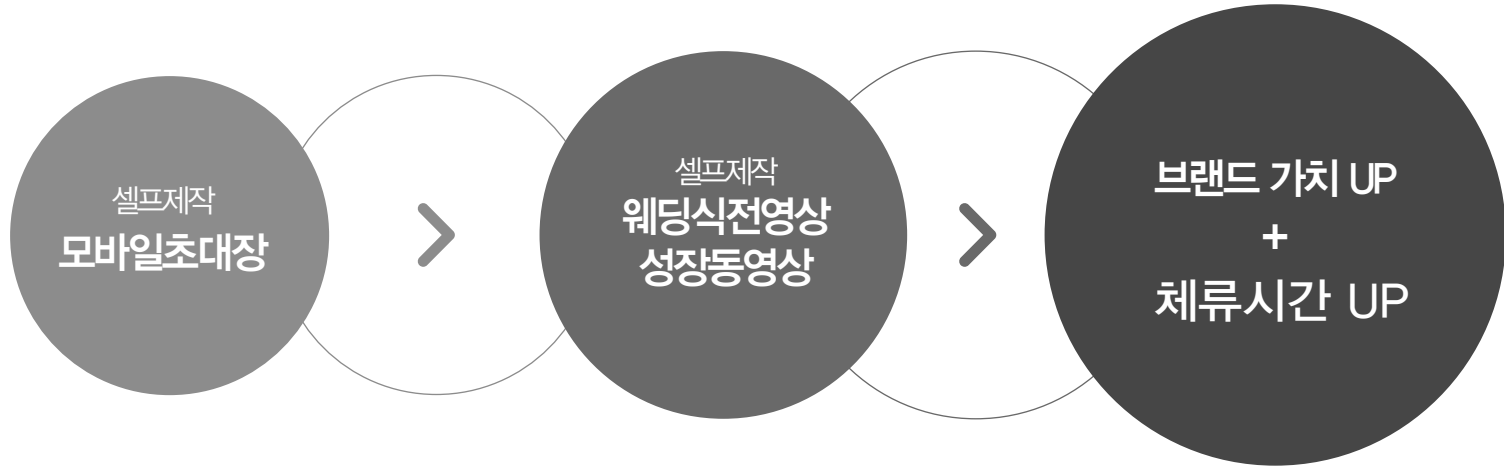 셀프제작
모바일초대장
셀프제작
웨딩식전영상
성장동영상
브랜드 가치 UP
+
체류시간 UP